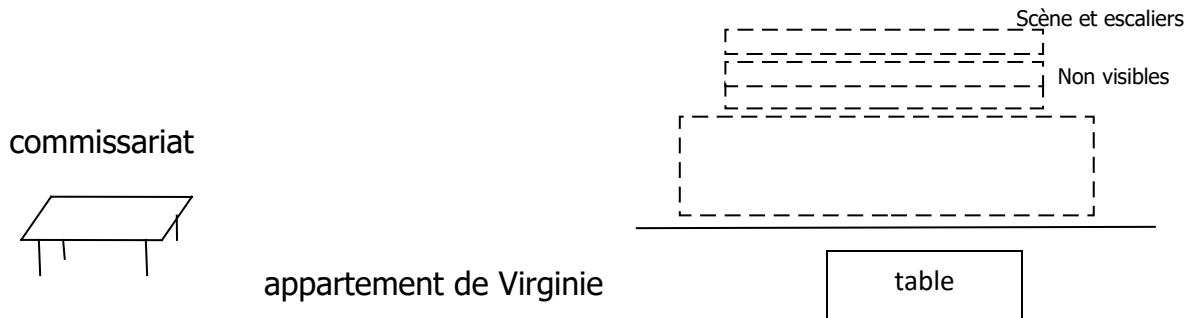 Scène et escaliers
Non visibles
commissariat
appartement de Virginie
table